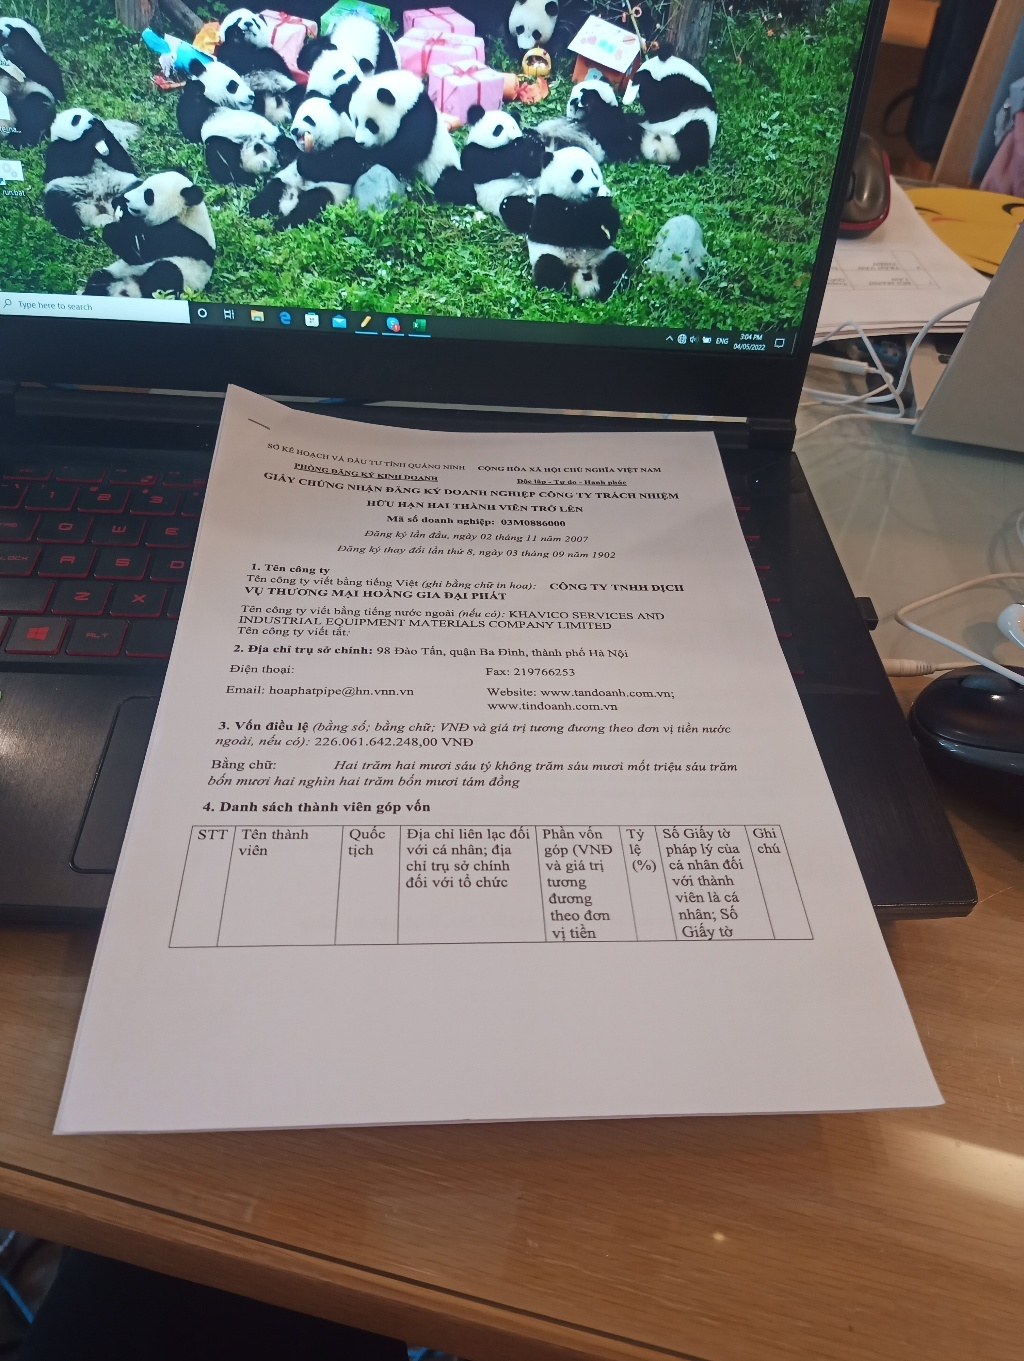 run.bat
Type here to search
ENG
3:04 PM
04/05/2022
SỞ KẾ HOẠCH VÀ ĐẦU TƯ TỈNH QUẢNG NINH
PHÒNG ĐĂNG KÝ KINH DOANH
CỘNG HÒA XÃ HỘI CHỦ NGHĨA VIỆT NAM
Độc lập - Tự do - Hạnh phúc
GIẤY CHỨNG NHẬN ĐĂNG KÝ DOANH NGHIỆP CÔNG TY TRÁCH NHIỆM
HỮU HẠN HAI THÀNH VIÊN TRỞ LÊN
Mã số doanh nghiệp: 03M0886000
Đăng ký lần đầu, ngày 02 tháng 11 năm 2007
Đăng ký thay đổi lần thứ 8, ngày 03 tháng 09 năm 1902
1. Tên công ty
Tên công ty viết bằng tiếng Việt (ghi bằng chữ in hoa): CÔNG TY TNHH DỊCH
VỤ THƯƠNG MẠI HOÀNG GIA ĐẠI PHÁT
Tên công ty viết bằng tiếng nước ngoài (nếu có): KHAVICO SERVICES AND
INDUSTRIAL EQUIPMENT MATERIALS COMPANY LIMITED
Tên công ty viết tắt:
2. Địa chỉ trụ sở chính: 98 Đào Tấn, quận Ba Đình, thành phố Hà Nội
Điện thoại: Fax: 219766253
Email: hoaphatpipe@hn.vnn.vn Website: www.tandoanh.com.vn;
www.tindoanh.com.vn
3. Vốn điều lệ (bằng số; bằng chữ; VNĐ và giá trị tương đương theo đơn vị tiền nước
ngoài, nếu có): 226.061.642.248,00 VNĐ
Bằng chữ: Hai trăm hai mươi sáu tỷ không trăm sáu mươi mốt triệu sáu trăm
bốn mươi hai nghìn hai trăm bốn mươi tám đồng
4. Danh sách thành viên góp vốn
STT Tên thành Quốc Địa chỉ liên lạc đối Phần vốn Tỷ Số Giấy tờ Ghi
viên tịch với cá nhân; địa góp (VNĐ lệ pháp lý của chú
chỉ trụ sở chính và giá trị (%) cá nhân đối
đối với tổ chức tương với thành
đương viên là cá
theo đơn nhân; Số
vị tiền Giấy tờ